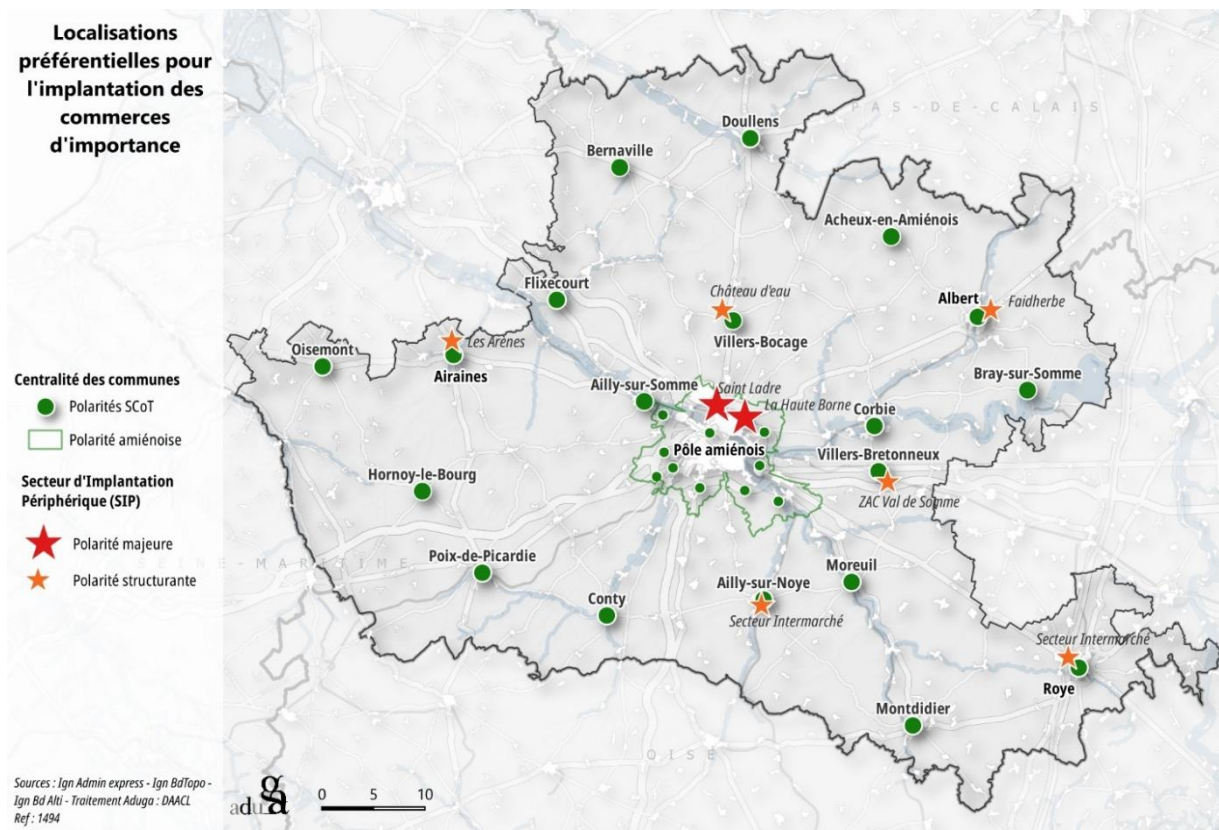 Localisations
préférentielles pour
l'implantation des
commerces
d'importance
Centralité des communes
Polarités SCoT
Polarité amiénoise
Secteur d'Implantation
Périphérique (SIP)
Polarité majeure
Polarité structurante
Sources : Ign Admin express - Ign BdTopo -
Ign Bd Alti - Traitement Aduga : DAACL
Ref : 1494
aduga
0 5 10
PAS-DE-CALAIS
Doullens
Bernaville
Acheux-en-Amiénois
Flixecourt
Château d'eau
Albert
Faidherbe
Villers-Bocage
Les Arènes
Oisemont
Airaines
Ailly-sur-Somme
Saint Ladre
La Haute Borne
Bray-sur-Somme
Corbie
Pôle amiénois
Villers-Bretonneux
ZAC Val de Somme
Hornoy-le-Bourg
SEINE-MARITIME
Poix-de-Picardie
Moreuil
Ailly-sur-Noye
Conty
Secteur Intermarché
Secteur Intermarché
Roye
Montdidier
OISE